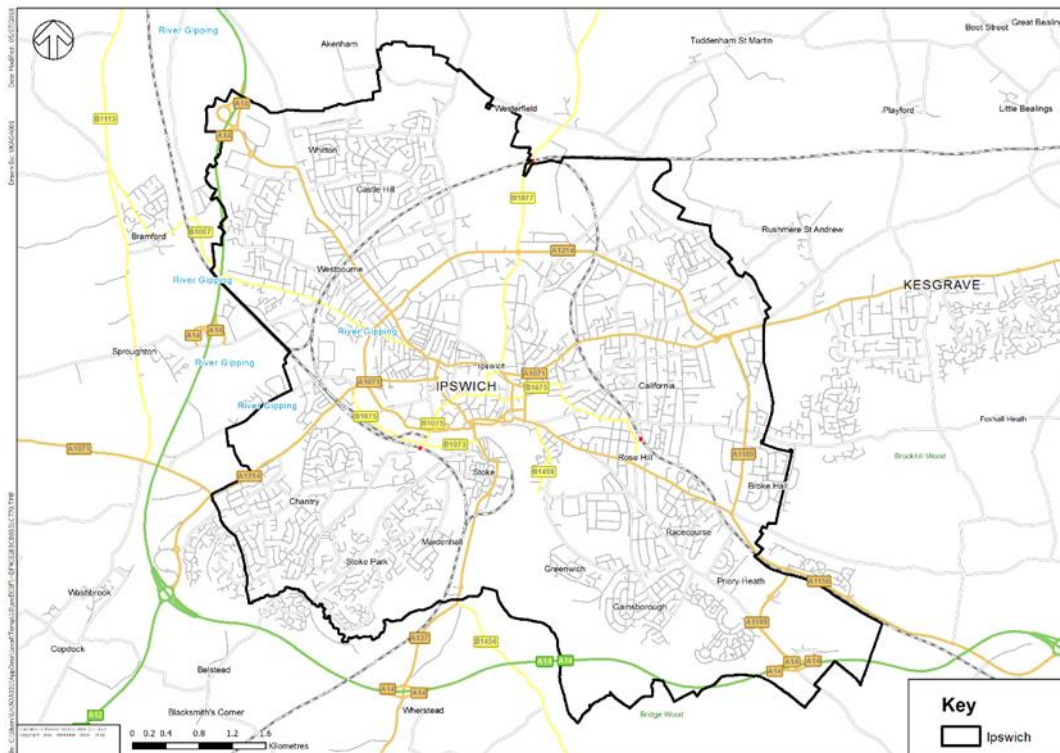 River Gipping
Akenham
Boot Street
Tuddenham St Martin
Westerfield
Playford
Little Bealings
B1113
A14
A14
Whitton
Castle Hill
B1077
Bramford
B1067
Rushmere St Andrew
A1214
Westbourne
River Gipping
KESGRAVE
River Gipping
A14
A14
Sproughton
River Gipping
Ipswich
A1071
A1071
IPSWICH
B1075
California
River Gipping
B1075
B1075
Foxhall Heath
A1071
B1073
Rose Hill
A1189
Brookhill Wood
A1214
Stoke
B1458
Broke Hall
Chantry
Racecourse
Maidenhall
Stoke Park
Greenwich
Priory Heath
A1156
Washbrook
Gainsborough
A1189
A137
B1456
Copdock
Belstead
A14
A14
A14
A14
A14
A14
Blacksmith's Corner
Wherstead
Bridge Wood
A12
Key
Ipswich
0 0.2 0.4 0.8 1.2 1.6
Kilometres